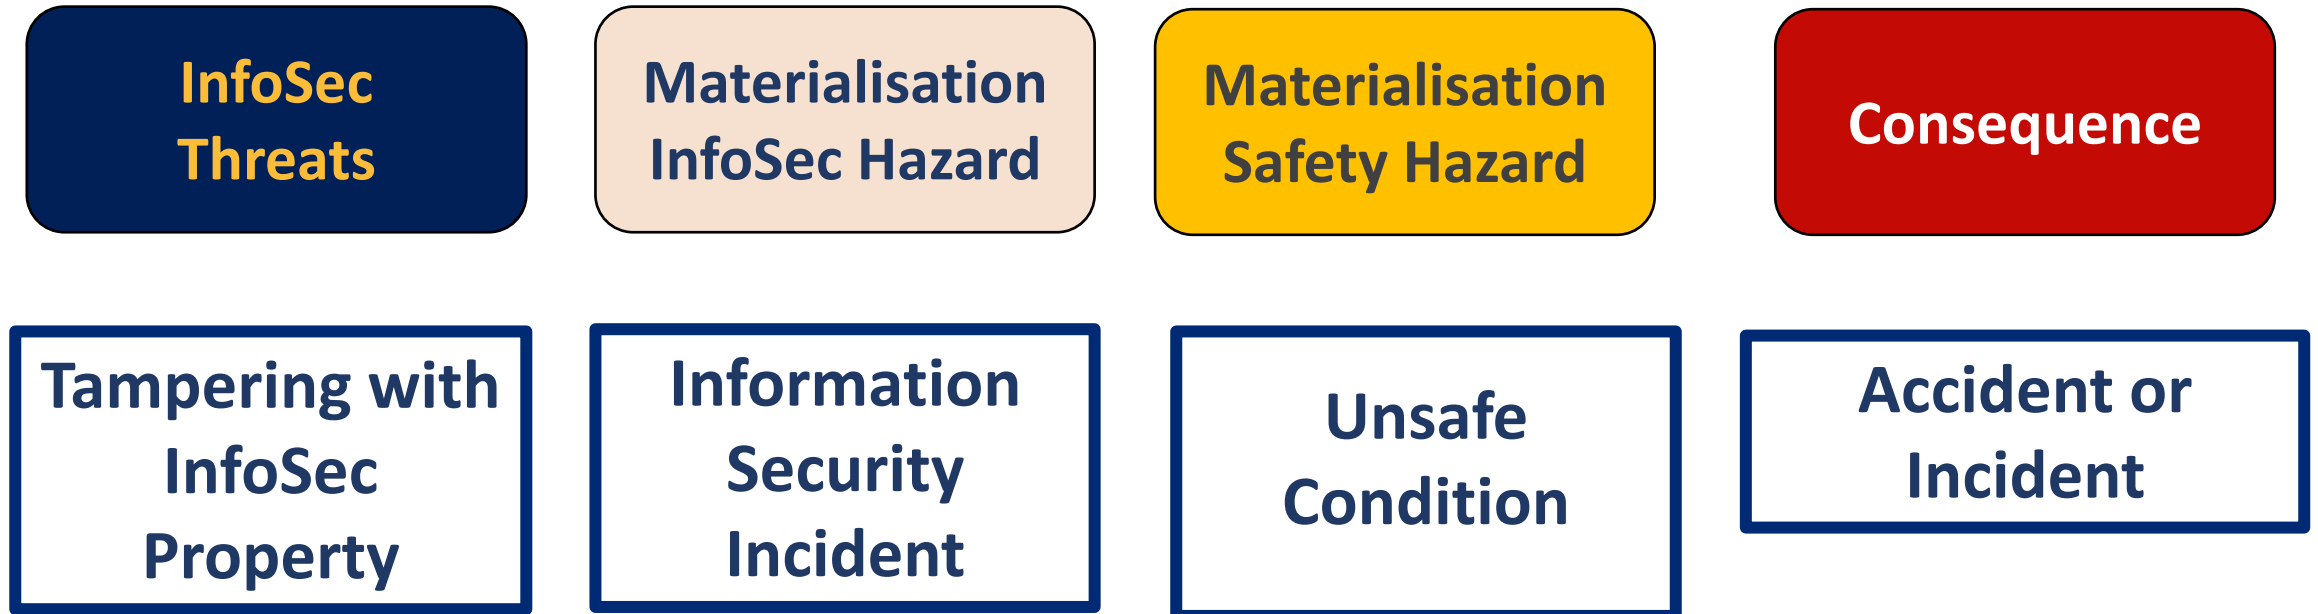 InfoSec
Threats
Materialisation
InfoSec Hazard
Materialisation
Safety Hazard
Consequence
Tampering with
InfoSec
Property
Information
Security
Incident
Unsafe
Condition
Accident or
Incident